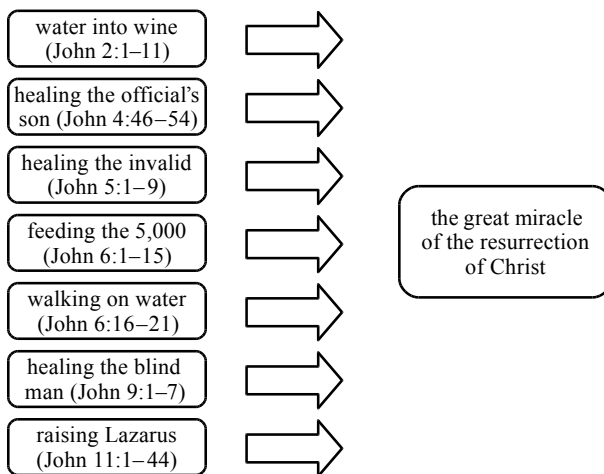 water into wine
(John 2:1–11)
healing the official’s
son (John 4:46–54)
healing the invalid
(John 5:1–9)
feeding the 5,000
(John 6:1–15)
walking on water
(John 6:16–21)
healing the blind
man (John 9:1–7)
raising Lazarus
(John 11:1–44)
the great miracle
of the resurrection
of Christ